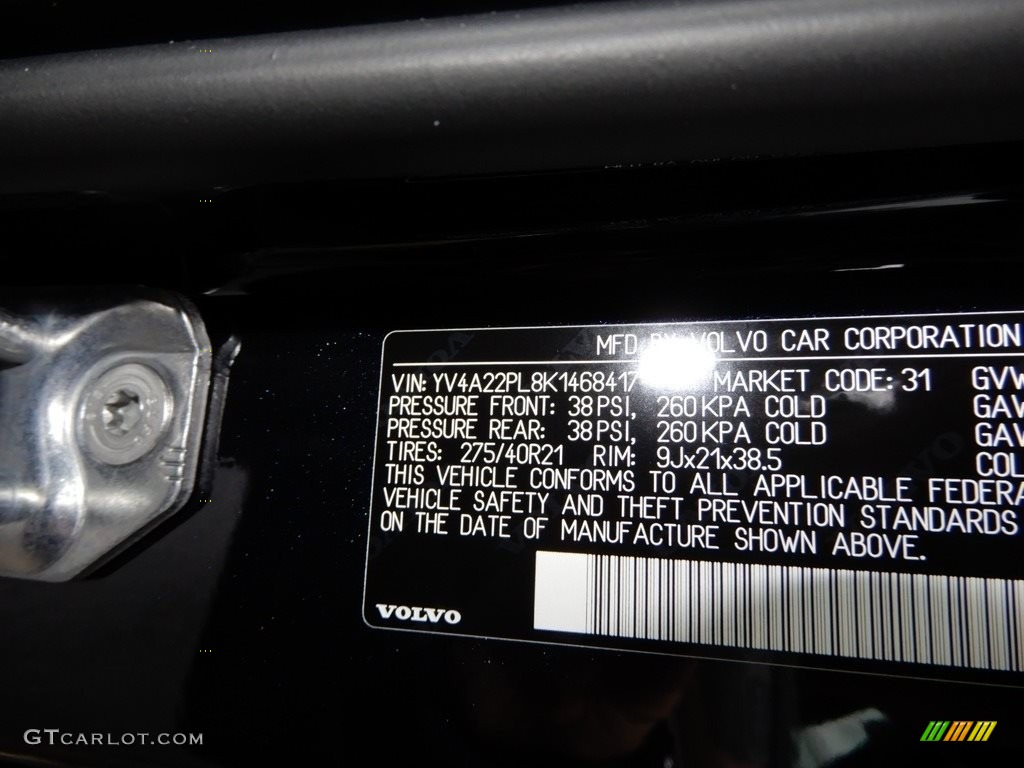 MFD BY VOLVO CAR CORPORATION
VIN: YV4A22PL8K1468417 MARKET CODE: 31 GVW
PRESSURE FRONT: 38 PSI, 260 KPA COLD GAW
PRESSURE REAR: 38 PSI, 260 KPA COLD GAW
TIRES: 275/40R21 RIM: 9Jx21x38.5 COL
THIS VEHICLE CONFORMS TO ALL APPLICABLE FEDERA
VEHICLE SAFETY AND THEFT PREVENTION STANDARDS
ON THE DATE OF MANUFACTURE SHOWN ABOVE.
VOLVO
GTCARLOT.COM